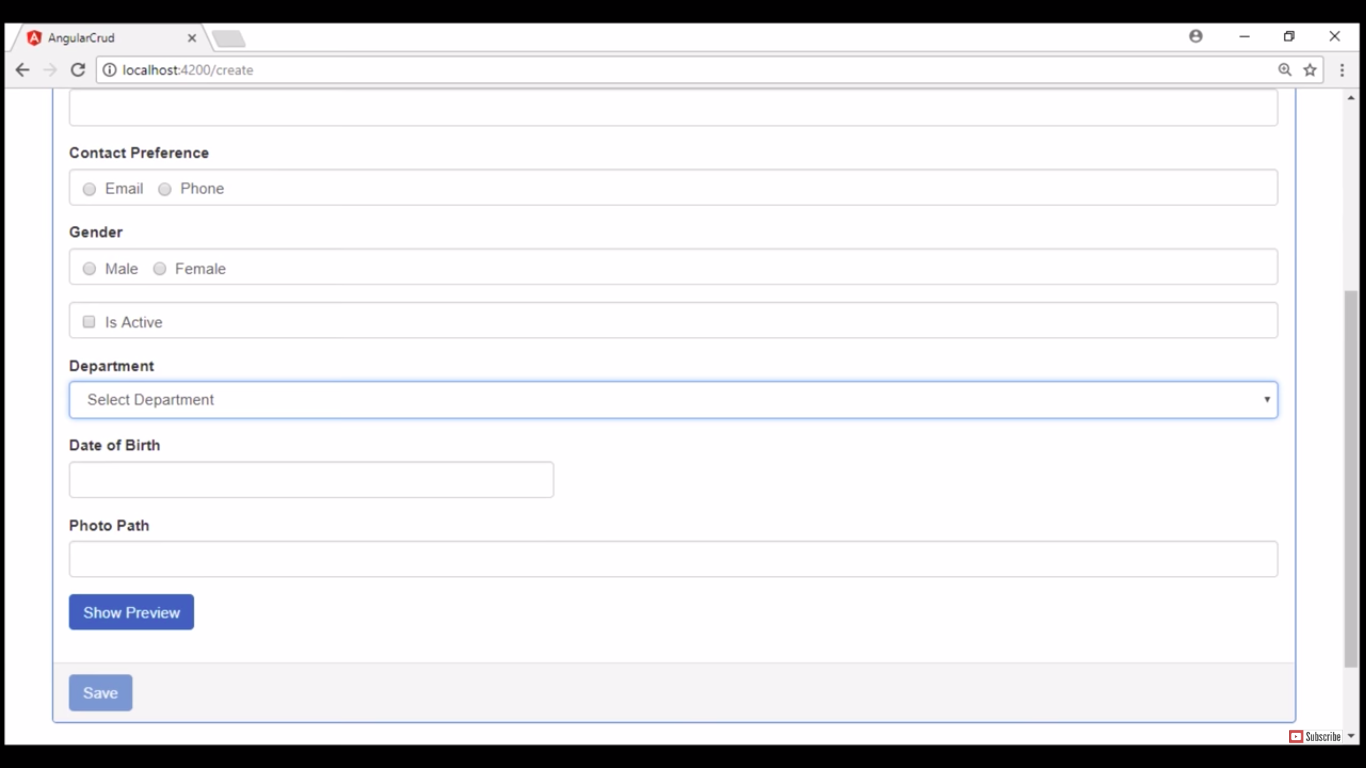 AngularCrud
localhost:4200/create
Contact Preference
Email Phone
Gender
Male Female
Is Active
Department
Select Department
Date of Birth
Photo Path
Show Preview
Save
Subscribe